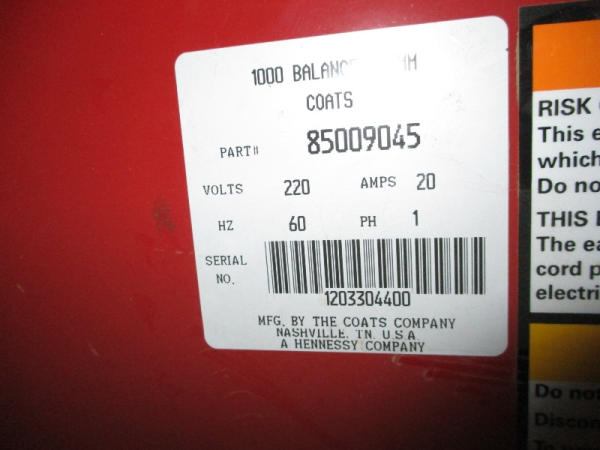 1000 BALANC
COATS
PART# 85009045
VOLTS 220 AMPS 20
HZ 60 PH 1
SERIAL
NO.
1203304400
MFG. BY THE COATS COMPANY
NASHVILLE, TN. U.S.A
A HENNESSY COMPANY
RISK
This e
which
Do no
THIS
The ea
cord p
electri
Do not
Discon